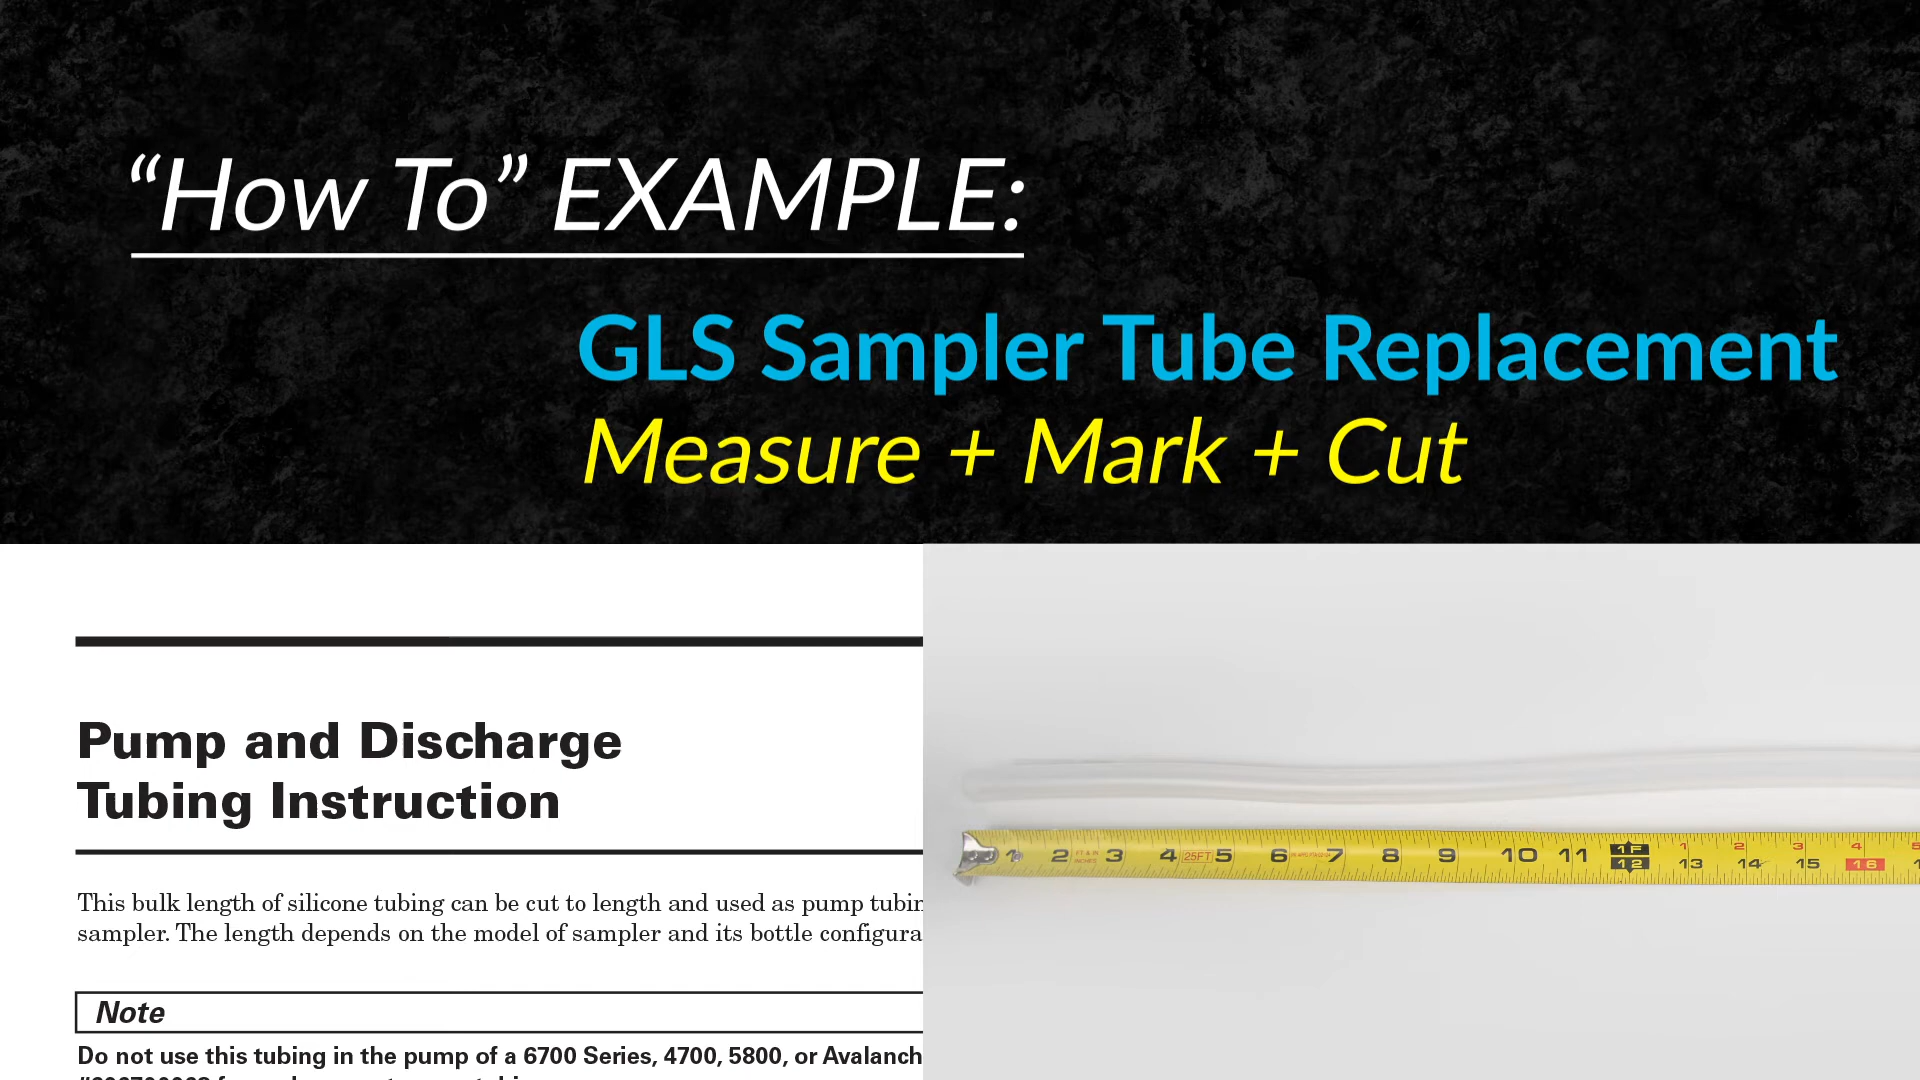 “How To” EXAMPLE:
GLS Sampler Tube Replacement
Measure + Mark + Cut
Pump and Discharge
Tubing Instruction
This bulk length of silicone tubing can be cut to length and used as pump
sampler. The length depends on the model of sampler and its bottle
Note
Do not use this tubing in the pump of a 6700 Series, 4700, 5800, or
1 2 3 4 25FT 5 6 7 8 9 10 11 1F 1 2 3 4 5
12 13 14 15 16